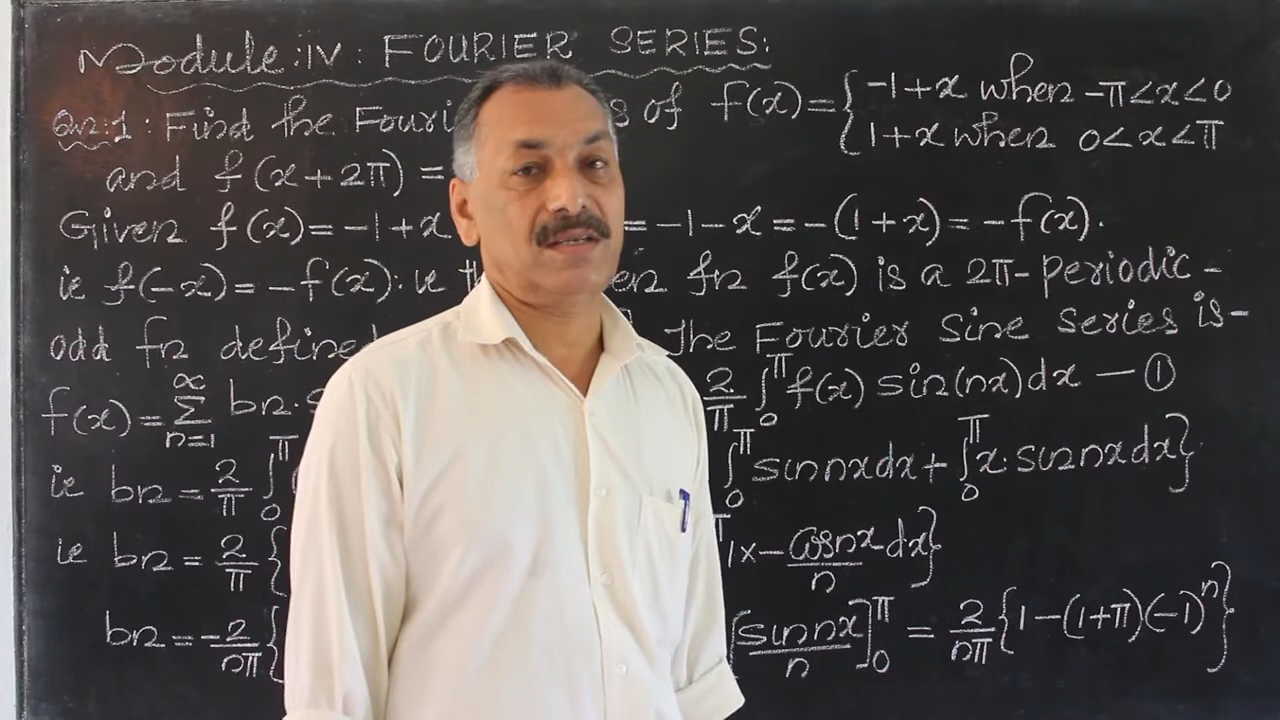 Module:IV: FOURIER SERIES:
Qn:1: Find the Fouri s of f(x)={-1+x when -π<x<0
1+x when 0<x<π
and f(x+2π)=
Given f(x)=-1+x =-1-x=-(1+x)=-f(x).
ie f(-x)=-f(x). ie th en fn f(x) is a 2π-periodic-
odd fn defined The Fourier Sine series is-
f(x)=∑_{n=1}^{∞} bn. 2/π ∫_0^π f(x) sin(nx)dx — ①
ie bn=2/π ∫_0^π ∫_0^π sin nx dx+∫_0^π x.sin nx dx}
ie bn=2/π{ 1×-cos nx/n dx}
bn=-2/nπ{ [sin nx/n]_0^π=2/nπ{1-(1+π)(-1)^n}